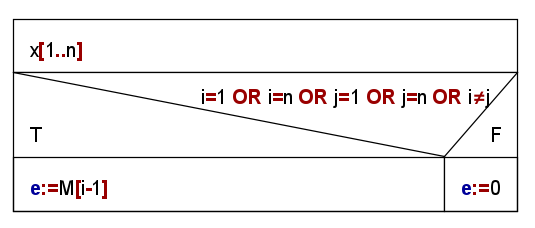 x[1..n]
i=1 OR i=n OR j=1 OR j=n OR i≠j
T
F
e:=M[i-1]
e:=0